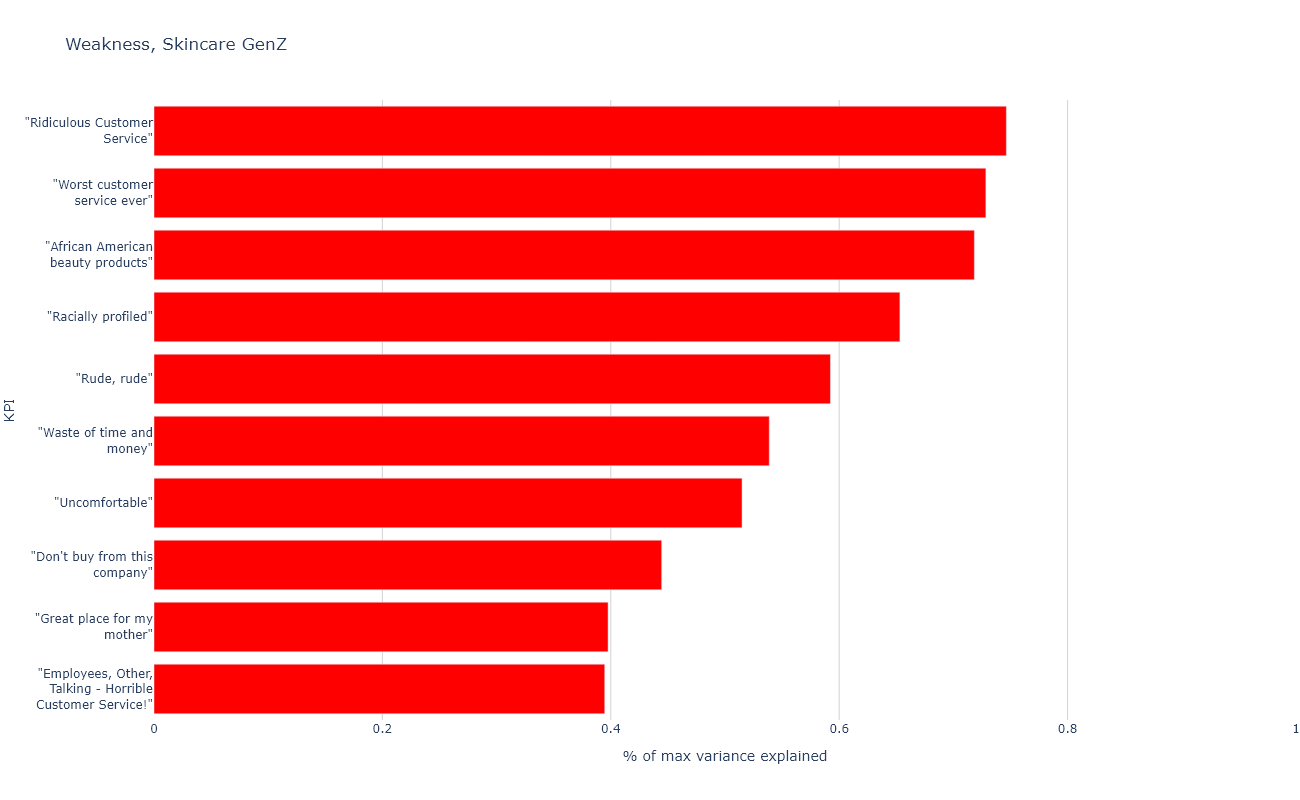 Weakness, Skincare GenZ
"Ridiculous Customer
Service"
"Worst customer
service ever"
"African American
beauty products"
"Racially profiled"
"Rude, rude"
"Waste of time and
money"
"Uncomfortable"
"Don't buy from this
company"
"Great place for my
mother"
"Employees, Other,
Talking - Horrible
Customer Service!"
KPI
0 0.2 0.4 0.6 0.8 1
% of max variance explained